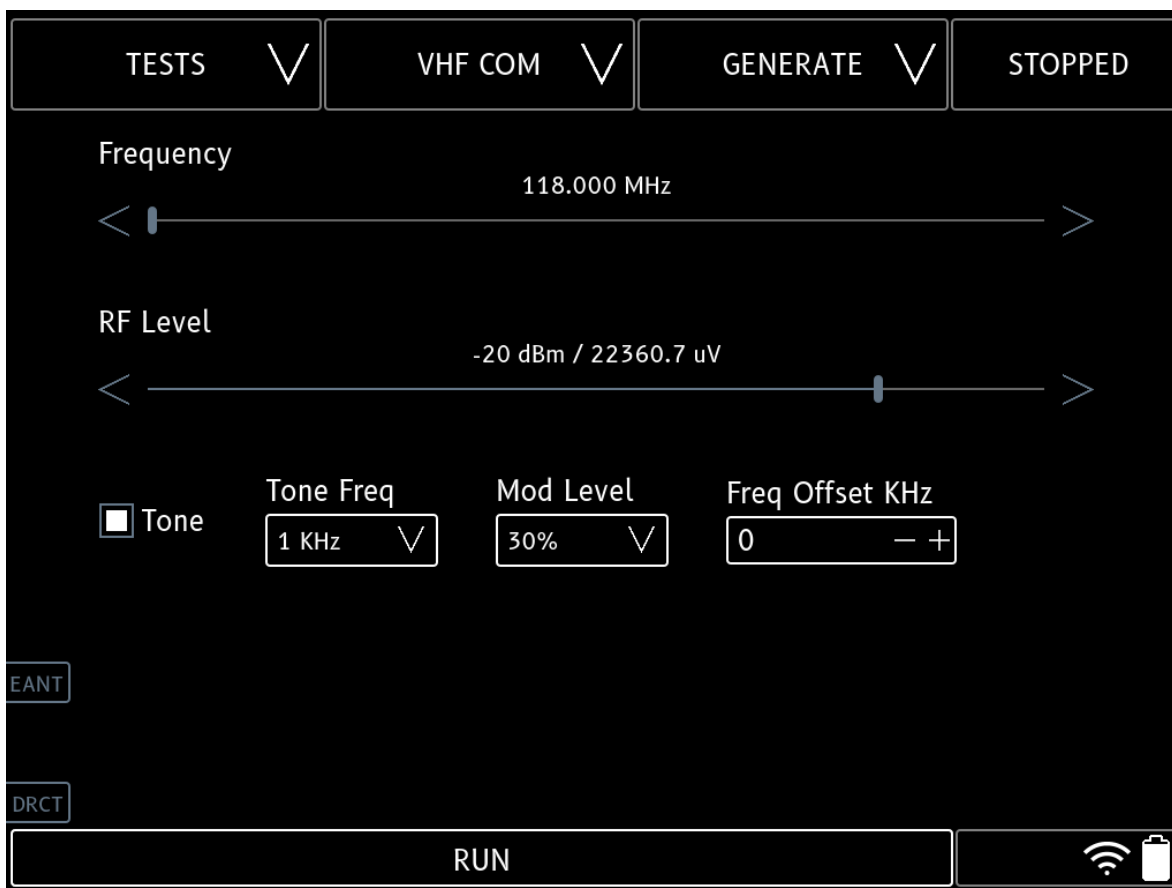 TESTS VHF COM GENERATE STOPPED
Frequency
118.000 MHz
RF Level
-20 dBm / 22360.7 uV
Tone
Tone Freq
1 KHz
Mod Level
30%
Freq Offset KHz
0
EANT
DRCT
RUN